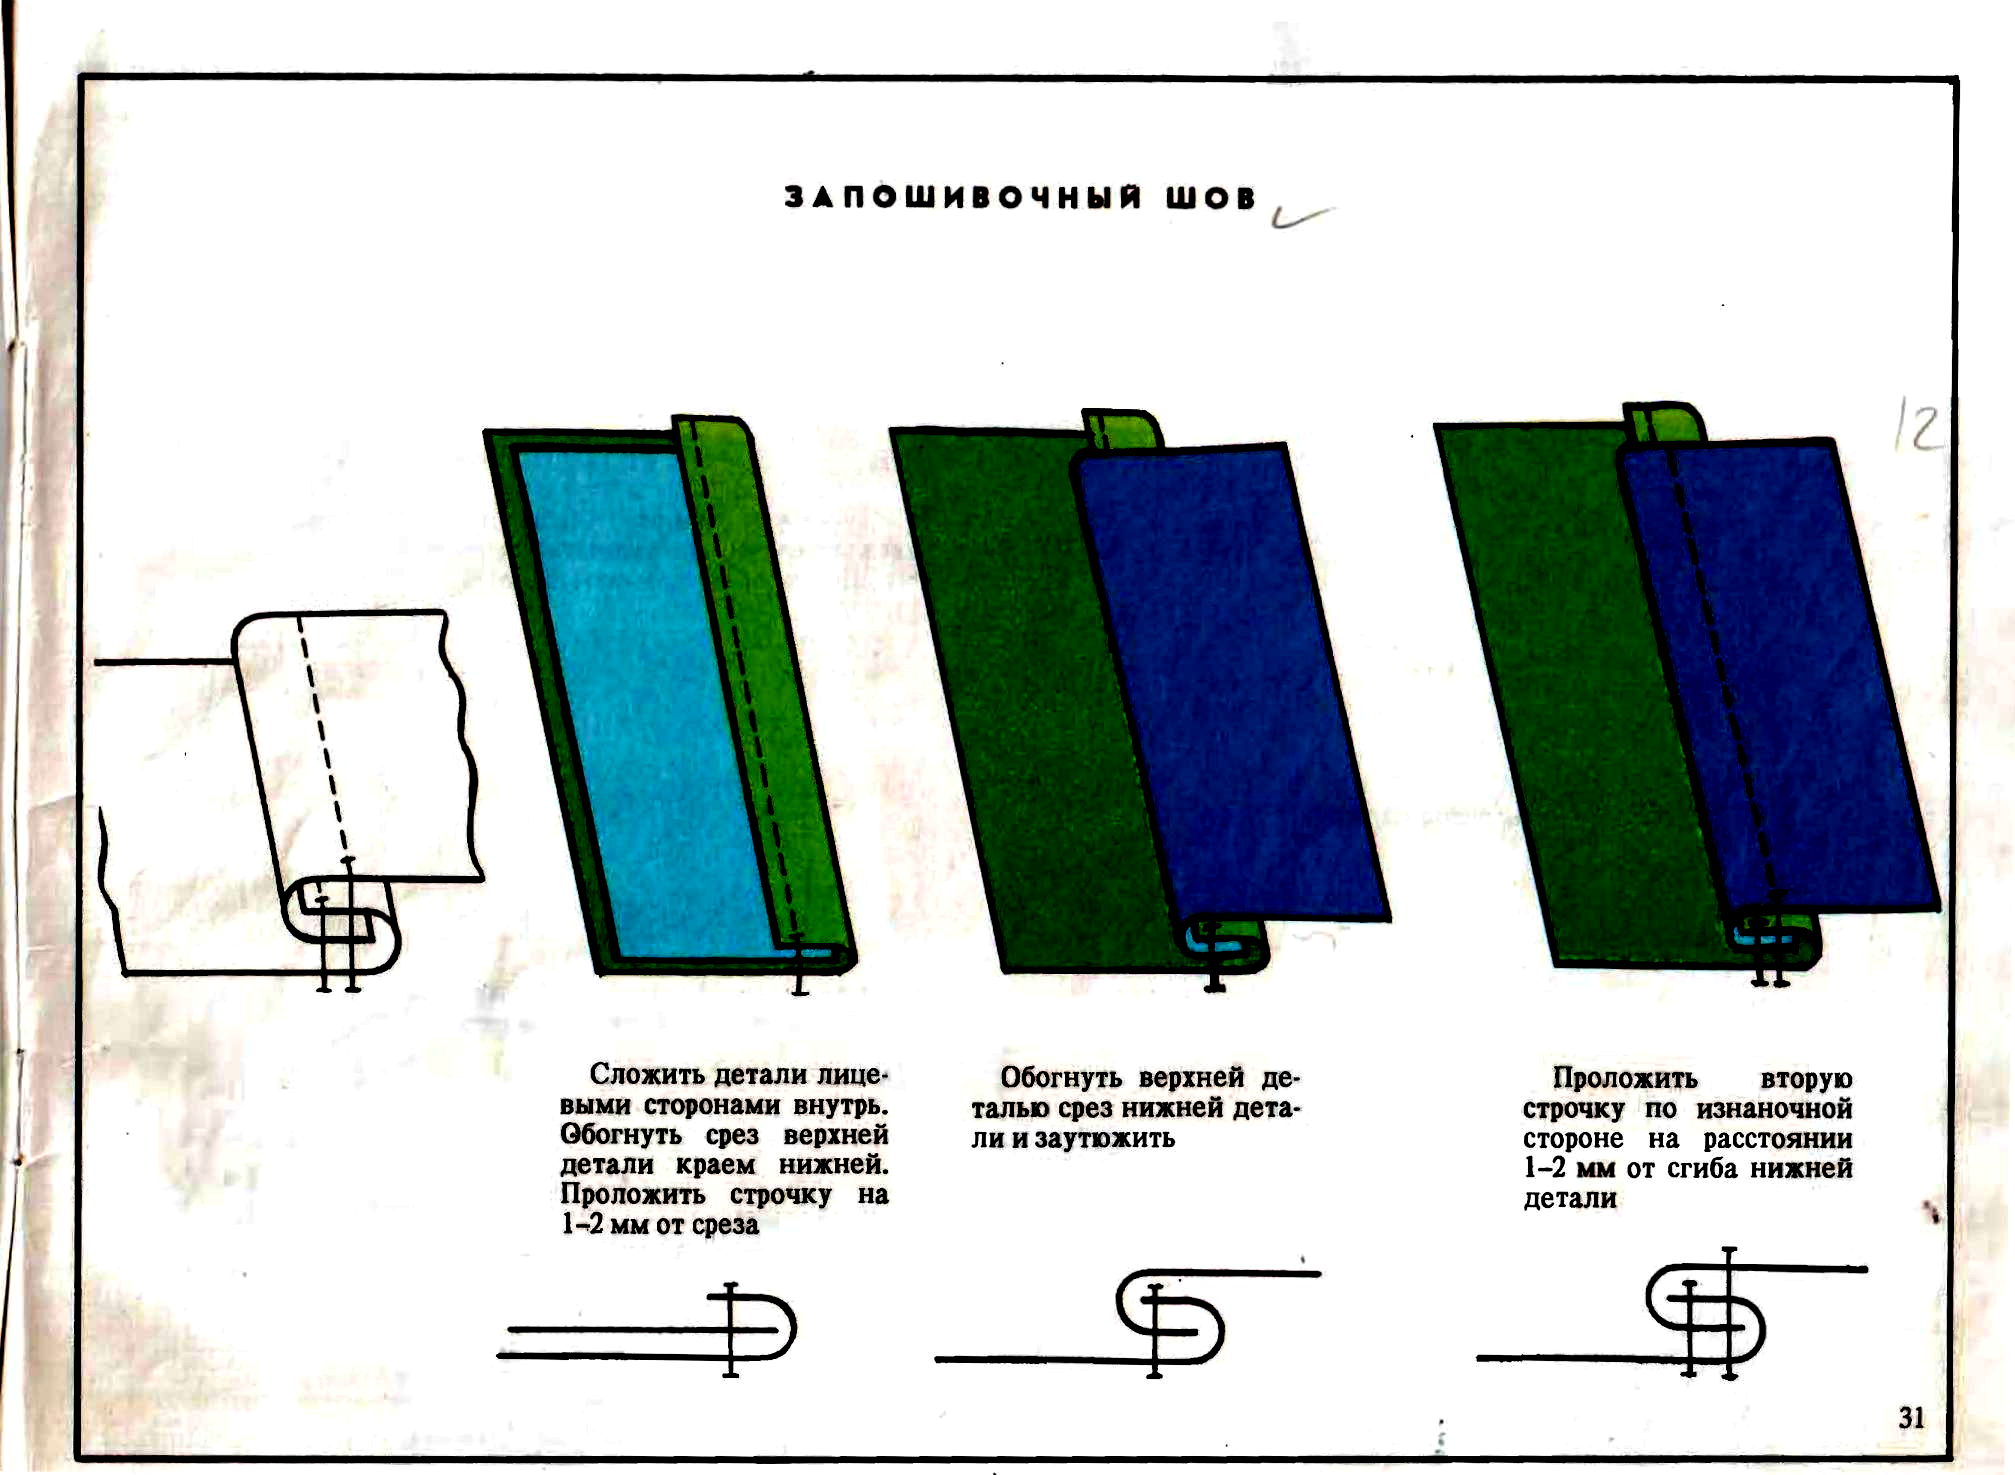 ЗАПОШИВОЧНЫЙ ШОВ
12
Сложить детали лице-
выми сторонами внутрь.
Обогнуть срез верхней
детали краем нижней.
Проложить строчку на
1-2 мм от среза
Обогнуть верхней де-
талью срез нижней дета-
ли и заутюжить
Проложить вторую
строчку по изнаночной
стороне на расстоянии
1-2 мм от сгиба нижней
детали
31